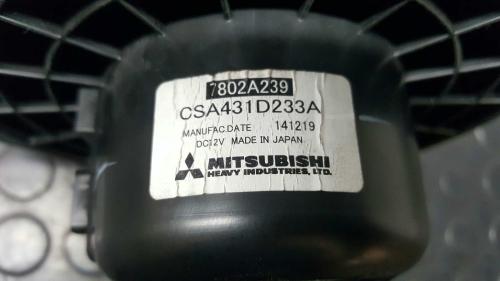 7802A239
CSA431D233A
MANUFAC.DATE 141219
DC12V MADE IN JAPAN
MITSUBISHI
HEAVY INDUSTRIES, LTD.